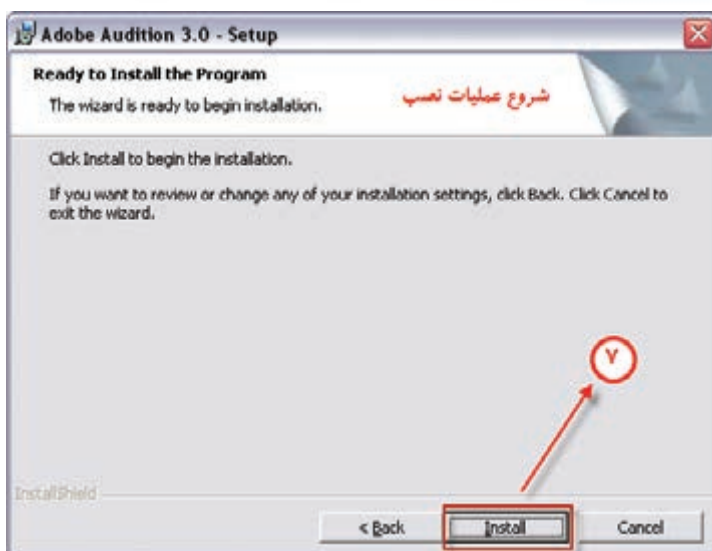 Adobe Audition 3.0 - Setup
Ready to Install the Program
The wizard is ready to begin installation.
شروع عملیات نصب
Click Install to begin the installation.
If you want to review or change any of your installation settings, click Back. Click Cancel to
exit the wizard.
۷
InstallShield
< Back
Install
Cancel